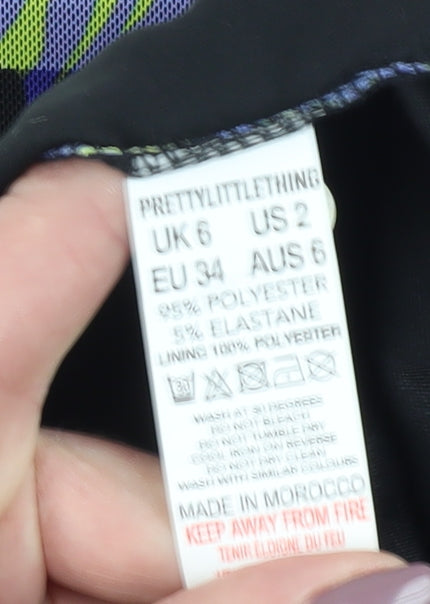 PRETTYLITTLETHING
UK 6 US 2
EU 34 AUS 6
95% POLYESTER
5% ELASTANE
LINING 100% POLYESTER
30
WASH AT 30 DEGREES
DO NOT BLEACH
DO NOT TUMBLE DRY
COOL IRON ON REVERSE
DO NOT DRY CLEAN
WASH WITH SIMILAR COLOURS
MADE IN MOROCCO
KEEP AWAY FROM FIRE
TENIR ÉLOIGNÉ DU FEU